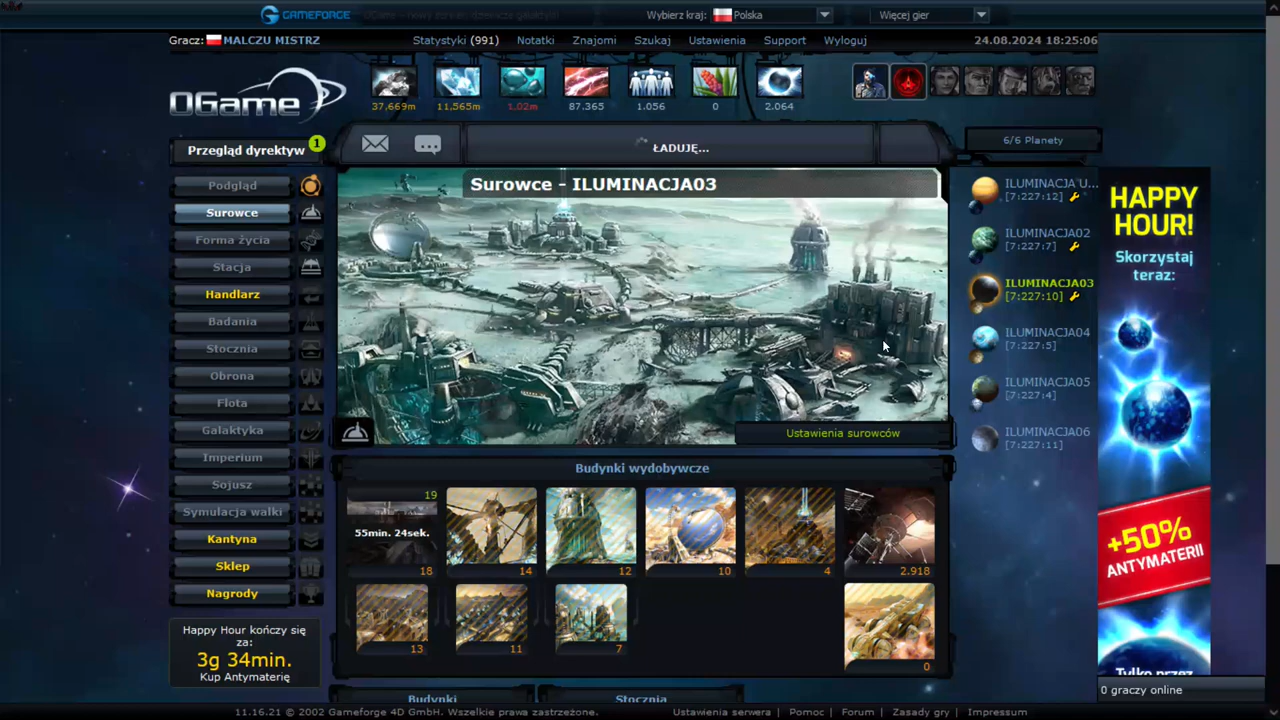 GAMEFORGE
Wybierz kraj: Polska
Więcej gier
Gracz: MALCZU MISTRZ
Statystyki (991)
Notatki
Znajomi
Szukaj
Ustawienia
Support
Wyloguj
24.08.2024 18:25:06
OGame
37,669m
11,565m
1.02m
87.365
1.056
0
2.064
Przegląd dyrektyw 1
ŁADUJĘ...
6/6 Planety
Podgląd
Surowce
Forma życia
Stacja
Handlarz
Badania
Stocznia
Obrona
Flota
Galaktyka
Imperium
Sojusz
Symulacja walki
Kantyna
Sklep
Nagrody
Happy Hour kończy się
za:
3g 34min.
Kup Antymaterię
Surowce - ILUMINACJA03
Ustawienia surowców
Budynki wydobywcze
19
55min. 24sek.
18
14
12
10
4
2.918
13
11
7
0
Budynki
Stocznia
ILUMINACJA U...
[7:227:12]
ILUMINACJA02
[7:227:7]
ILUMINACJA03
[7:227:10]
ILUMINACJA04
[7:227:5]
ILUMINACJA05
[7:227:4]
ILUMINACJA06
[7:227:11]
HAPPY
HOUR!
Skorzystaj
teraz:
+50%
ANTYMATERII
Tylko przez
0 graczy online
11.16.21 © 2002 Gameforge 4D GmbH. Wszelkie prawa zastrzeżone.
Ustawienia serwera | Pomoc | Forum | Zasady gry | Impressum